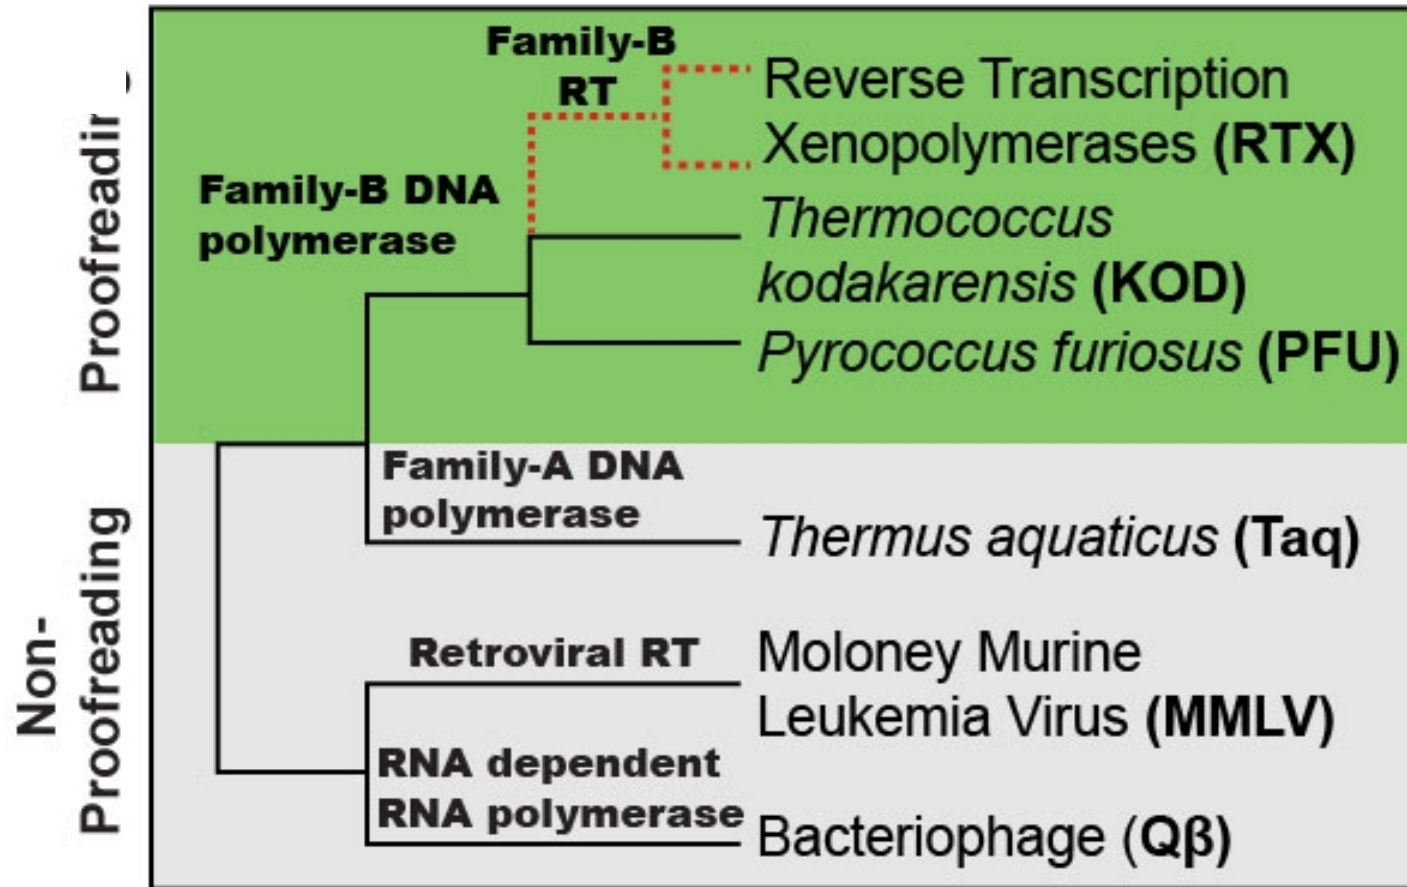 Family-B
RT
Reverse Transcription
Xenopolymerases (RTX)
Family-B DNA
polymerase
Thermococcus
kodakarensis (KOD)
Pyrococcus furiosus (PFU)
Family-A DNA
polymerase
Thermus aquaticus (Taq)
Retroviral RT
Moloney Murine
Leukemia Virus (MMLV)
RNA dependent
RNA polymerase
Bacteriophage (Qβ)
Non-
Proofreading